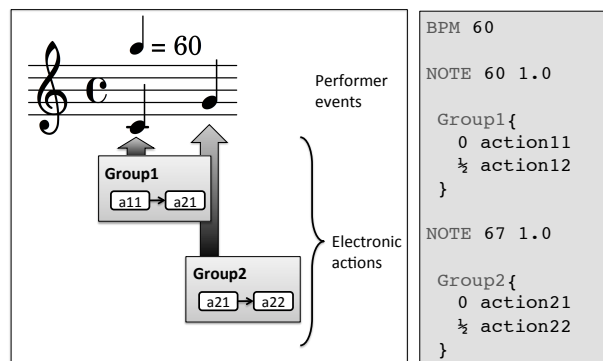 = 60
Performer
events
Group1
a11
a21
Group2
a21
a22
Electronic
actions
BPM 60
NOTE 60 1.0
Group1{
0 action11
½ action12
}
NOTE 67 1.0
Group2{
0 action21
½ action22
}